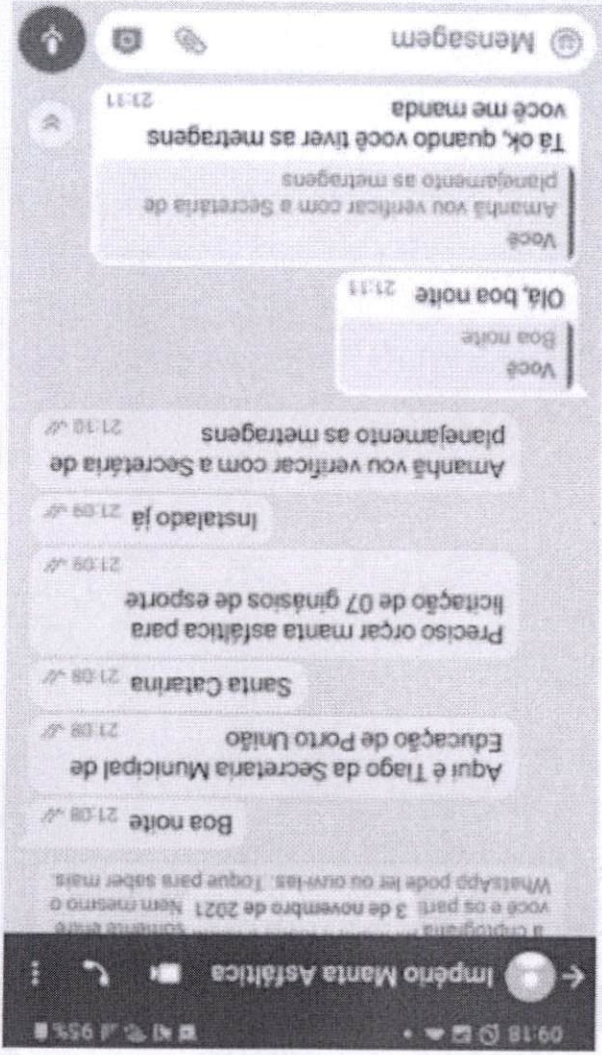 09:18
95%
Império Manta Asfáltica
a criptografia somente entre
você e os parti 3 de novembro de 2021 Nem mesmo o
WhatsApp pode ler ou ouvi-las. Toque para saber mais.
Boa noite 21:08
Aqui é Tiago da Secretaria Municipal de
Educação de Porto União 21:08
Santa Catarina 21:08
Preciso orçar manta asfáltica para
licitação de 07 ginásios de esporte
21:09
Instalado já 21:09
Amanhã vou verificar com a Secretária de
planejamento as metragens 21:10
Você
Boa noite
Olá, boa noite 21:11
Você
Amanhã vou verificar com a Secretária de
planejamento as metragens
Tá ok, quando você tiver as metragens
você me manda 21:11
Mensagem